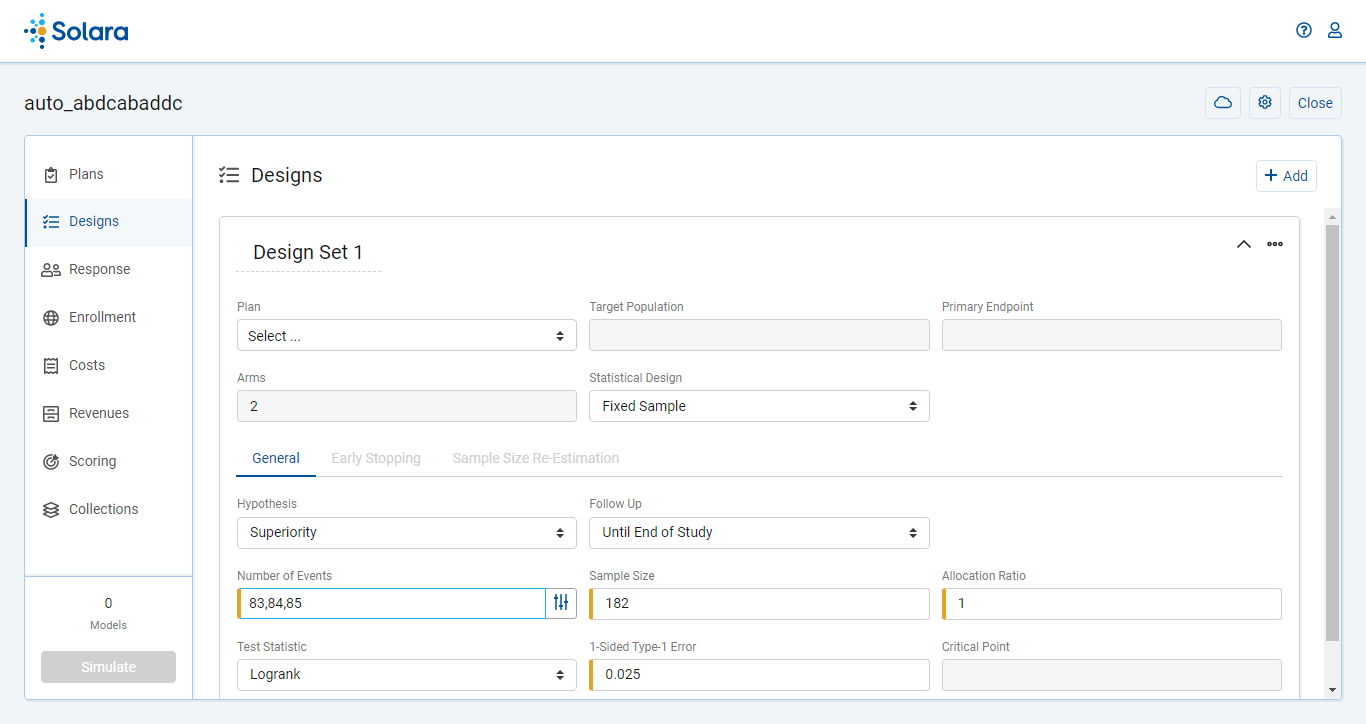 Solara
auto_abdcabaddc
Close
Plans
Designs
Response
Enrollment
Costs
Revenues
Scoring
Collections
0
Models
Simulate
Designs
Add
Design Set 1
Plan
Target Population
Primary Endpoint
Select ...
Arms
Statistical Design
2
Fixed Sample
General
Early Stopping
Sample Size Re-Estimation
Hypothesis
Follow Up
Superiority
Until End of Study
Number of Events
Sample Size
Allocation Ratio
83,84,85
182
1
Test Statistic
1-Sided Type-1 Error
Critical Point
Logrank
0.025